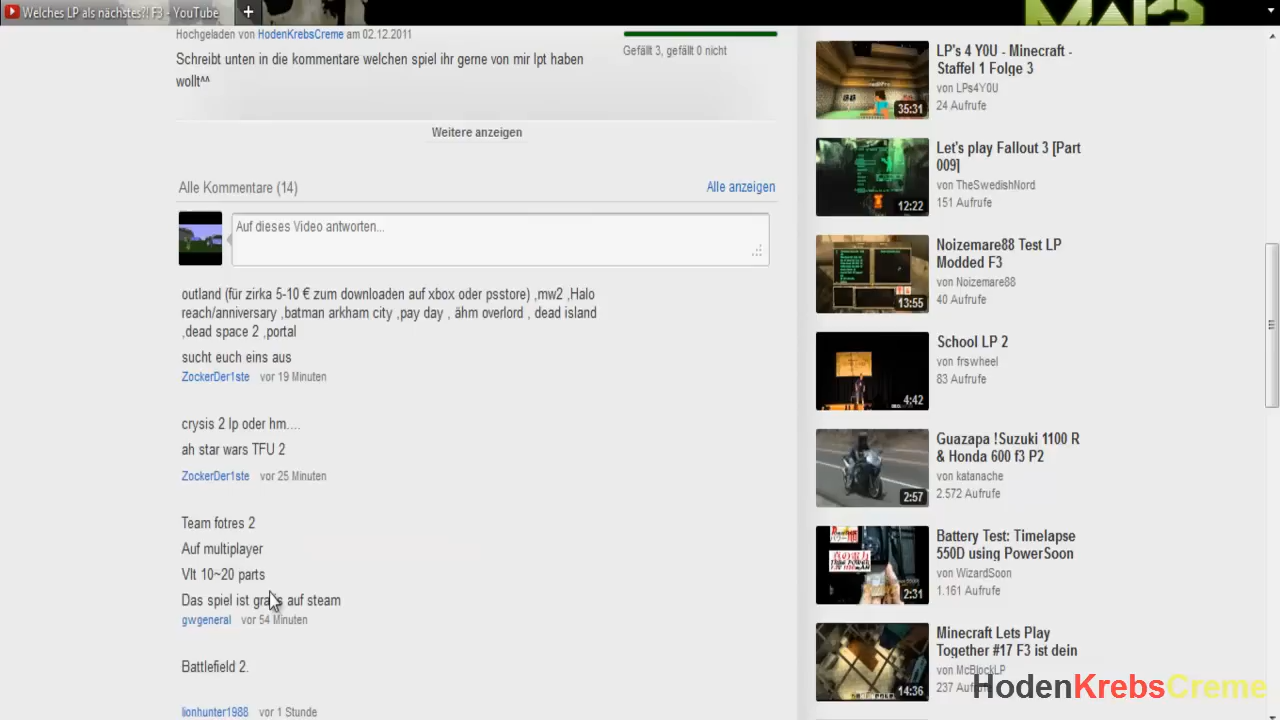 Welches LP als nächstes?! F3 - YouTube
Hochgeladen von HodenKrebsCreme am 02.12.2011
Gefällt 3, gefällt 0 nicht
Schreibt unten in die kommentare welchen spiel ihr gerne von mir lpt haben
wollt^^
Weitere anzeigen
Alle Kommentare (14)
Alle anzeigen
Auf dieses Video antworten...
outland (für zirka 5-10 € zum downloaden auf xbox oder psstore) ,mw2 ,Halo
reach/anniversary ,batman arkham city ,pay day , ähm overlord , dead island
,dead space 2 ,portal
sucht euch eins aus
ZockerDer1ste vor 19 Minuten
crysis 2 lp oder hm....
ah star wars TFU 2
ZockerDer1ste vor 25 Minuten
Team fotres 2
Auf multiplayer
Vlt 10~20 parts
Das spiel ist gratis auf steam
gwgeneral vor 54 Minuten
Battlefield 2.
lionhunter1988 vor 1 Stunde
LP's 4 Y0U - Minecraft -
Staffel 1 Folge 3
von LPs4Y0U
24 Aufrufe
35:31
Let's play Fallout 3 [Part
009]
von TheSwedishNord
151 Aufrufe
12:22
Noizemare88 Test LP
Modded F3
von Noizemare88
40 Aufrufe
13:55
School LP 2
von frswheel
83 Aufrufe
4:42
Guazapa !Suzuki 1100 R
& Honda 600 f3 P2
von katanache
2.572 Aufrufe
2:57
Battery Test: Timelapse
550D using PowerSoon
von WizardSoon
1.161 Aufrufe
2:31
Minecraft Lets Play
Together #17 F3 ist dein
von McBlockLP
237 Aufrufe
14:36
HodenKrebsCreme